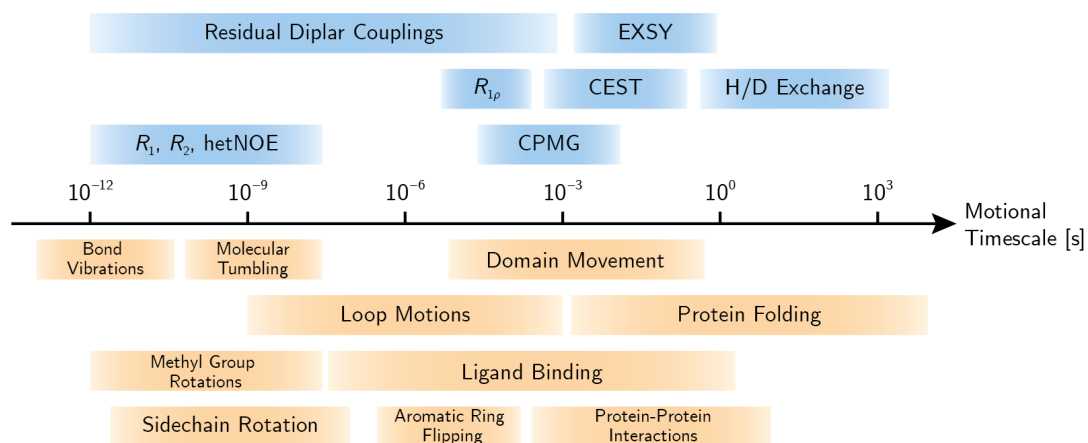 Residual Diplar Couplings
EXSY
R₁ρ
CEST
H/D Exchange
R₁, R₂, hetNOE
CPMG
10⁻¹²
10⁻⁹
10⁻⁶
10⁻³
10⁰
10³
Motional
Timescale [s]
Bond
Vibrations
Molecular
Tumbling
Domain Movement
Loop Motions
Protein Folding
Methyl Group
Rotations
Ligand Binding
Sidechain Rotation
Aromatic Ring
Flipping
Protein-Protein
Interactions